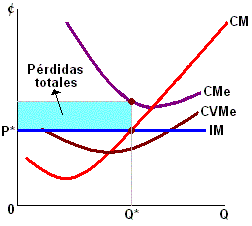 ¢
CM
Pérdidas
totales
CMe
CVMe
P*
IM
0
Q*
Q